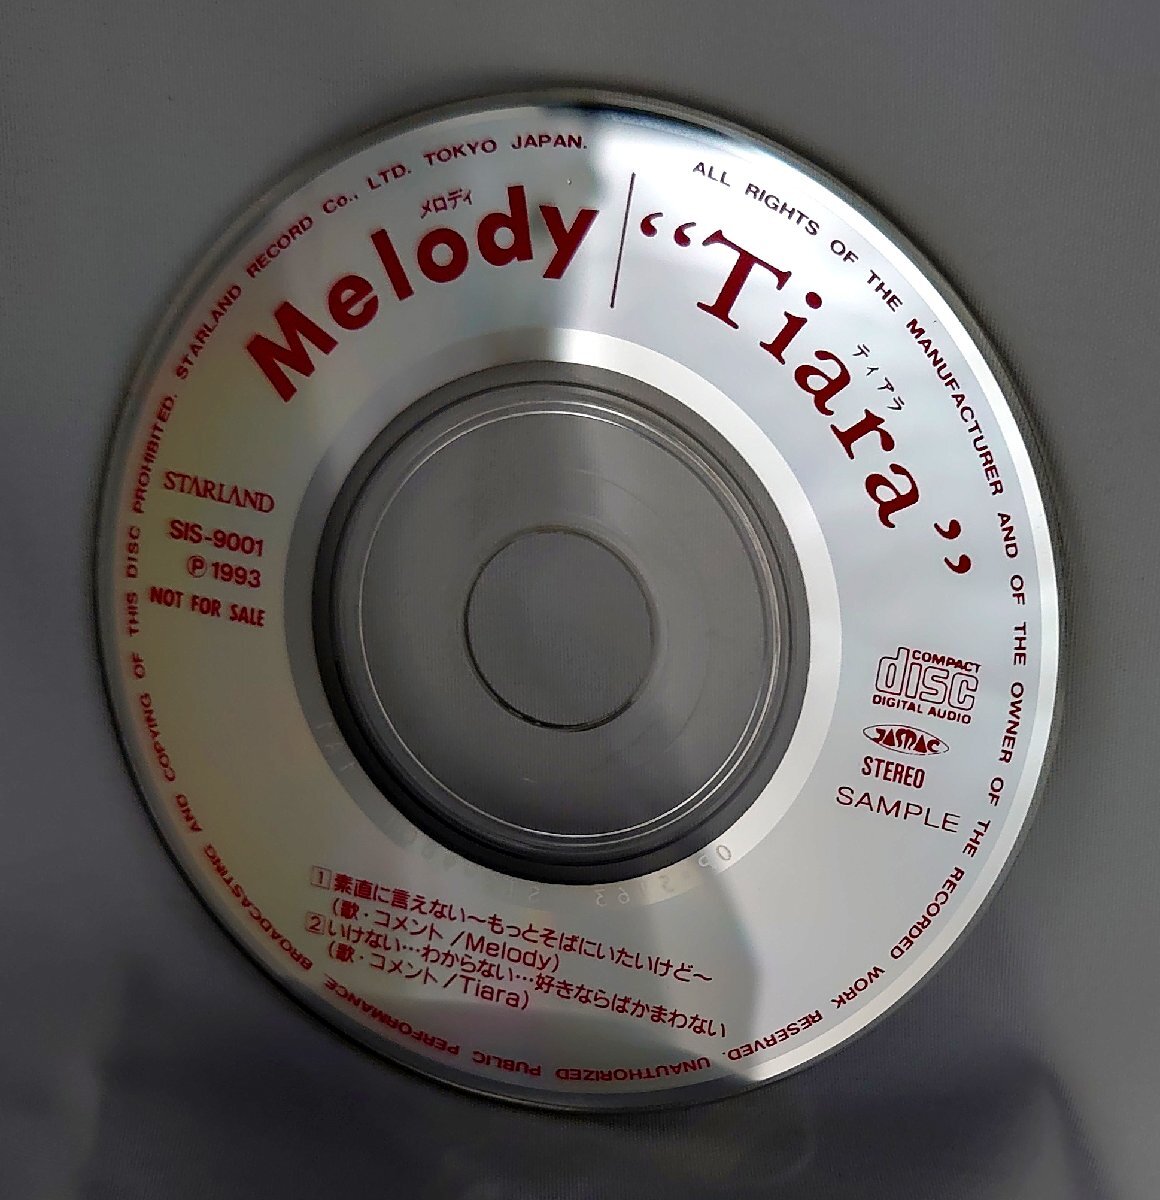 メロディ
Melody
“Tiara”
ティアラ
STARLAND
SIS-9001
Ⓟ1993
NOT FOR SALE
COMPACT
disc
DIGITAL AUDIO
JASRAC
STEREO
SAMPLE
1 素直に言えない〜もっとそばにいたいけど〜
(歌・コメント/Melody)
2 いけない…わからない…好きならばかまわない
(歌・コメント/Tiara)
ALL RIGHTS OF THE MANUFACTURER AND OF THE OWNER OF THE RECORDED WORK RESERVED. UNAUTHORIZED PUBLIC PERFORMANCE, BROADCASTING AND COPYING OF THIS DISC PROHIBITED. STARLAND RECORD Co., LTD. TOKYO JAPAN.